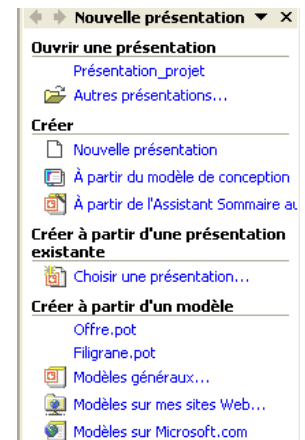 Nouvelle présentation
Ouvrir une présentation
Présentation_projet
Autres présentations...
Créer
Nouvelle présentation
À partir du modèle de conception
À partir de l'Assistant Sommaire
Créer à partir d'une présentation
existante
Choisir une présentation...
Créer à partir d'un modèle
Offre.pot
Filigrane.pot
Modèles généraux...
Modèles sur mes sites Web...
Modèles sur Microsoft.com